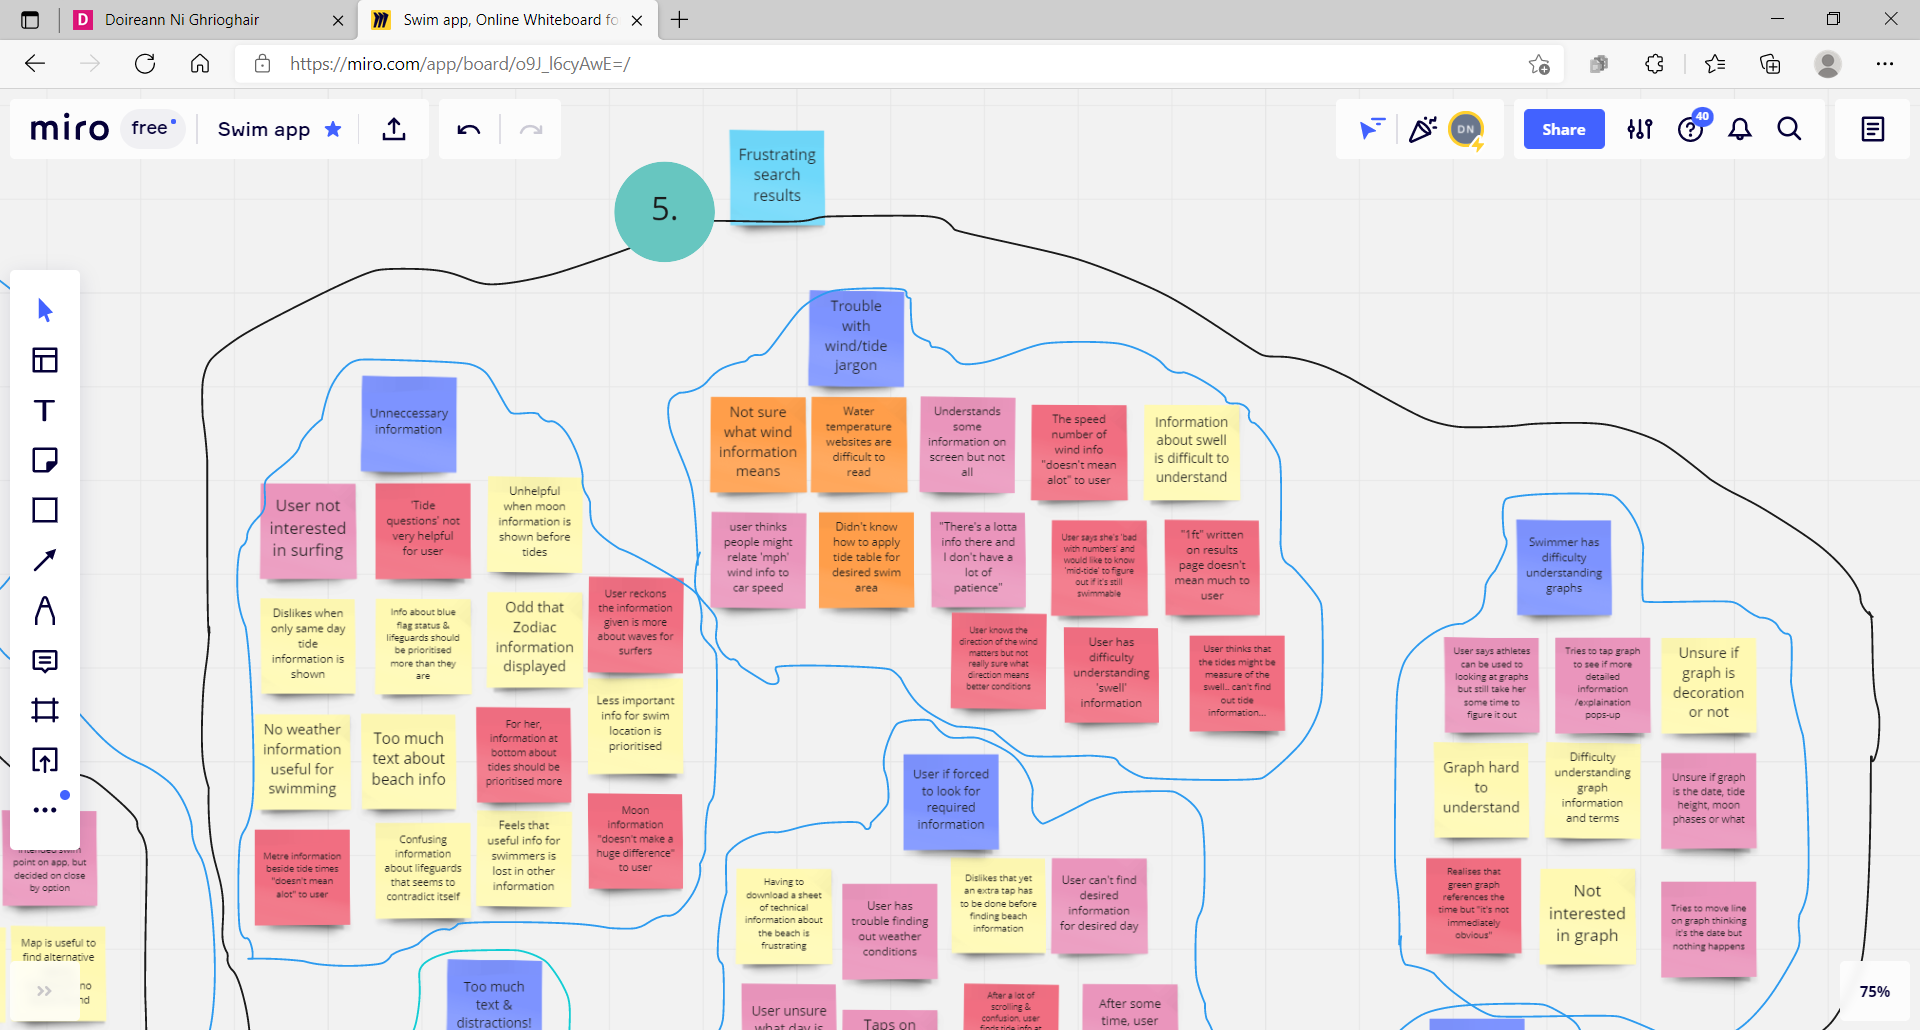 Doireann Ni Ghrioghair
Swim app, Online Whiteboard fo
https://miro.com/app/board/o9J_l6cyAwE=/
miro
free
Swim app
DN
Share
40
5.
Frustrating
search
results
Trouble
with
wind/tide
jargon
Not sure
what wind
information
means
Water
temperature
websites are
difficult to
read
Understands
some
information on
screen but not
all
The speed
number of
wind info
"doesn't mean
alot" to user
Information
about swell
is difficult to
understand
user thinks
people might
relate 'mph'
wind info to
car speed
Didn't know
how to apply
tide table for
desired swim
area
"There's a lotta
info there and
I don't have a
lot of
patience"
User says she's 'bad
with numbers' and
would like to know
'mid-tide' to figure
out if it's still
swimmable
"1ft" written
on results
page doesn't
mean much to
user
User knows the
direction of the wind
matters but not
really sure what
direction means
better conditions
User has
difficulty
understanding
'swell'
information
User thinks that
the tides might be
measure of the
swell.. can't find
out tide
information...
Unneccessary
information
User not
interested
in surfing
'Tide
questions' not
very helpful
for user
Unhelpful
when moon
information is
shown before
tides
Dislikes when
only same day
tide
information is
shown
Info about blue
flag status &
lifeguards should
be prioritised
more than they
are
Odd that
Zodiac
information
displayed
User reckons
the information
given is more
about waves for
surfers
No weather
information
useful for
swimming
Too much
text about
beach info
For her,
information at
bottom about
tides should be
prioritised more
Less important
info for swim
location is
prioritised
Metre information
beside tide times
"doesn't mean
alot" to user
Confusing
information
about lifeguards
that seems to
contradict itself
Feels that
useful info for
swimmers is
lost in other
information
Moon
information
"doesn't make a
huge difference"
to user
Swimmer has
difficulty
understanding
graphs
User says athletes
can be used to
looking at graphs
but still take her
some time to
figure it out
Tries to tap graph
to see if more
detailed
information
/explaination
pops-up
Unsure if
graph is
decoration
or not
Graph hard
to
understand
Difficulty
understanding
graph
information
and terms
Unsure if graph
is the date, tide
height, moon
phases or what
Realises that
green graph
references the
time but "it's not
immediately
obvious"
Not
interested
in graph
Tries to move line
on graph thinking
it's the date but
nothing happens
User if forced
to look for
required
information
Having to
download a sheet
of technical
information about
the beach is
frustrating
User has
trouble finding
out weather
conditions
Dislikes that yet
an extra tap has
to be done before
finding beach
information
User can't find
desired
information
for desired day
User unsure
what day is
Taps on
After a lot of
scrolling &
confusion, user
finds tide info at
After some
time, user
Too much
text &
distractions!
intended swim
point on app, but
decided on close
by option
Map is useful to
find alternative
no
nd
75%